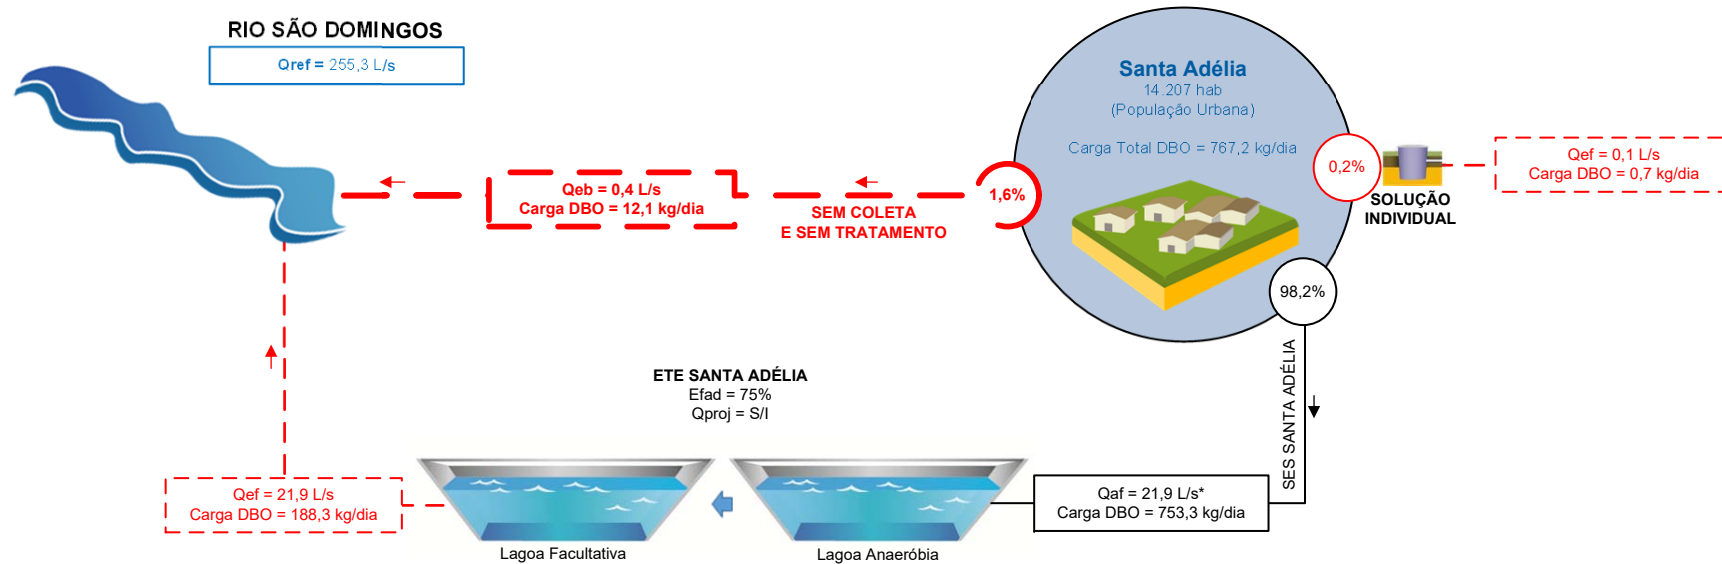 RIO SÃO DOMINGOS
Qref = 255,3 L/s
Santa Adélia
14.207 hab
(População Urbana)
Carga Total DBO = 767,2 kg/dia
0,2%
Qef = 0,1 L/s
Carga DBO = 0,7 kg/dia
SOLUÇÃO
INDIVIDUAL
1,6%
Qeb = 0,4 L/s
Carga DBO = 12,1 kg/dia
SEM COLETA
E SEM TRATAMENTO
98,2%
SES SANTA ADÉLIA
ETE SANTA ADÉLIA
Efad = 75%
Qproj = S/I
Qef = 21,9 L/s
Carga DBO = 188,3 kg/dia
Qaf = 21,9 L/s*
Carga DBO = 753,3 kg/dia
Lagoa Facultativa
Lagoa Anaeróbia